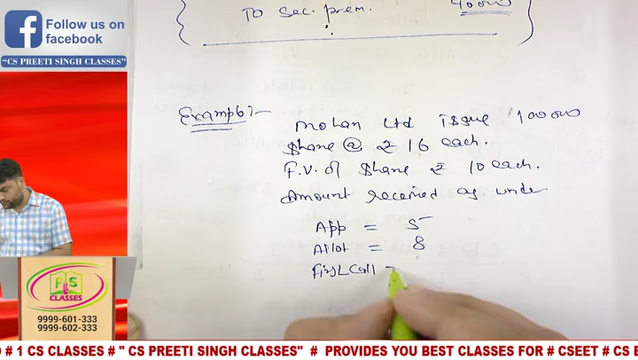 Follow us on
facebook
"CS PREETI SINGH CLASSES"
To Sec. Prem. 40000
Example:-
Mohan Ltd Issue 100000
Share @ ₹ 16 each.
F.V. of Share ₹ 10 each.
Amount received as under
App = 5
Allot = 8
First Call =
PS
CLASSES
9999-601-333
9999-602-333
# 1 CS CLASSES # " CS PREETI SINGH CLASSES" # PROVIDES YOU BEST CLASSES FOR # CSEET # CS